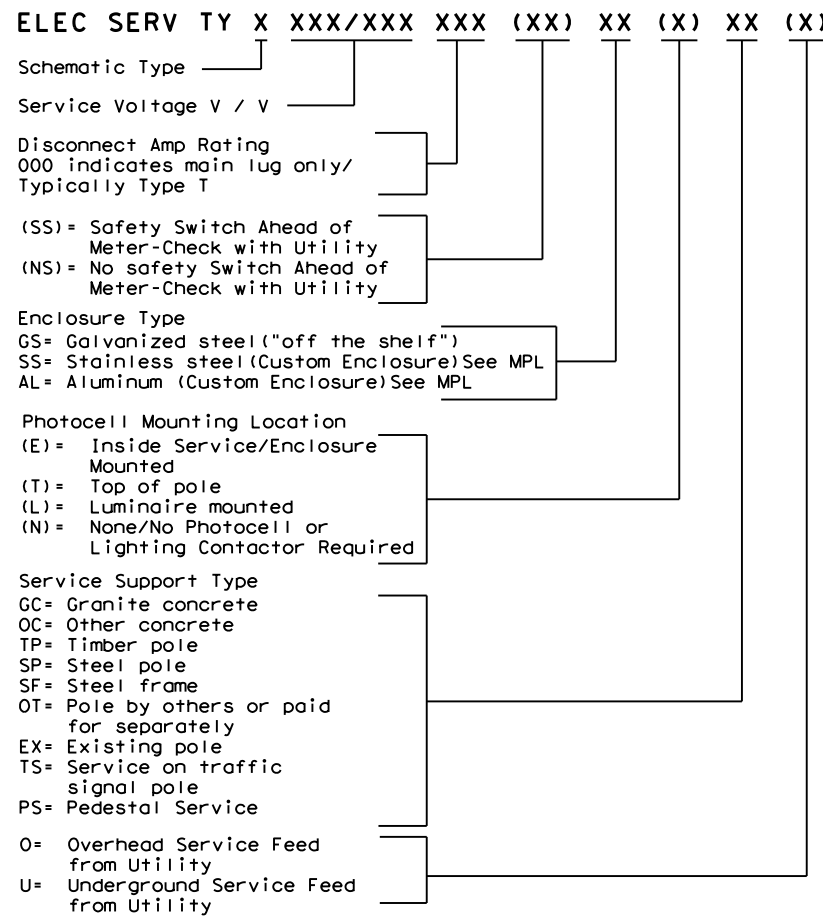 ELEC SERV TY X XXX/XXX XXX (XX) XX (X) XX (X)
Schematic Type
Service Voltage V / V
Disconnect Amp Rating
000 indicates main lug only/
Typically Type T
(SS)= Safety Switch Ahead of
Meter-Check with Utility
(NS)= No safety Switch Ahead of
Meter-Check with Utility
Enclosure Type
GS= Galvanized steel("off the shelf")
SS= Stainless steel(Custom Enclosure)See MPL
AL= Aluminum (Custom Enclosure)See MPL
Photocell Mounting Location
(E)= Inside Service/Enclosure
Mounted
(T)= Top of pole
(L)= Luminaire mounted
(N)= None/No Photocell or
Lighting Contactor Required
Service Support Type
GC= Granite concrete
OC= Other concrete
TP= Timber pole
SP= Steel pole
SF= Steel frame
OT= Pole by others or paid
for separately
EX= Existing pole
TS= Service on traffic
signal pole
PS= Pedestal Service
O= Overhead Service Feed
from Utility
U= Underground Service Feed
from Utility